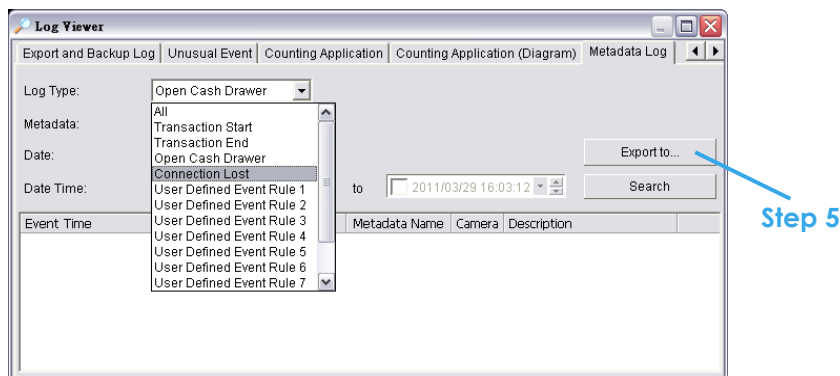 Log Viewer
Export and Backup Log Unusual Event Counting Application Counting Application (Diagram) Metadata Log
Log Type: Open Cash Drawer
All
Metadata: Transaction Start
Transaction End
Date: Open Cash Drawer Export to...
Connection Lost
Date Time: User Defined Event Rule 1 to 2011/03/29 16:03:12 Search
User Defined Event Rule 2
User Defined Event Rule 3
Event Time Metadata Name Camera Description
User Defined Event Rule 4
User Defined Event Rule 5
User Defined Event Rule 6
User Defined Event Rule 7
Step 5